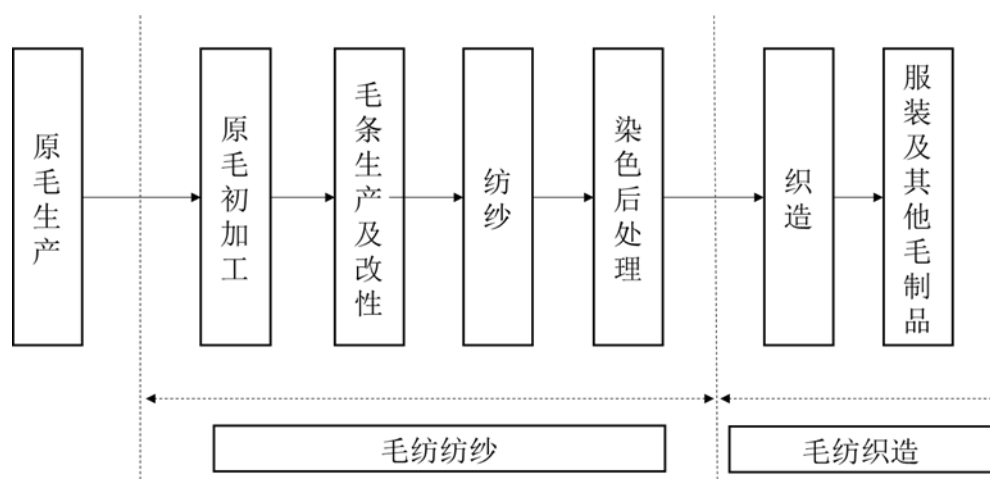 原毛生产
原毛初加工
毛条生产及改性
纺纱
染色后处理
织造
服装及其他毛制品
毛纺纺纱
毛纺织造